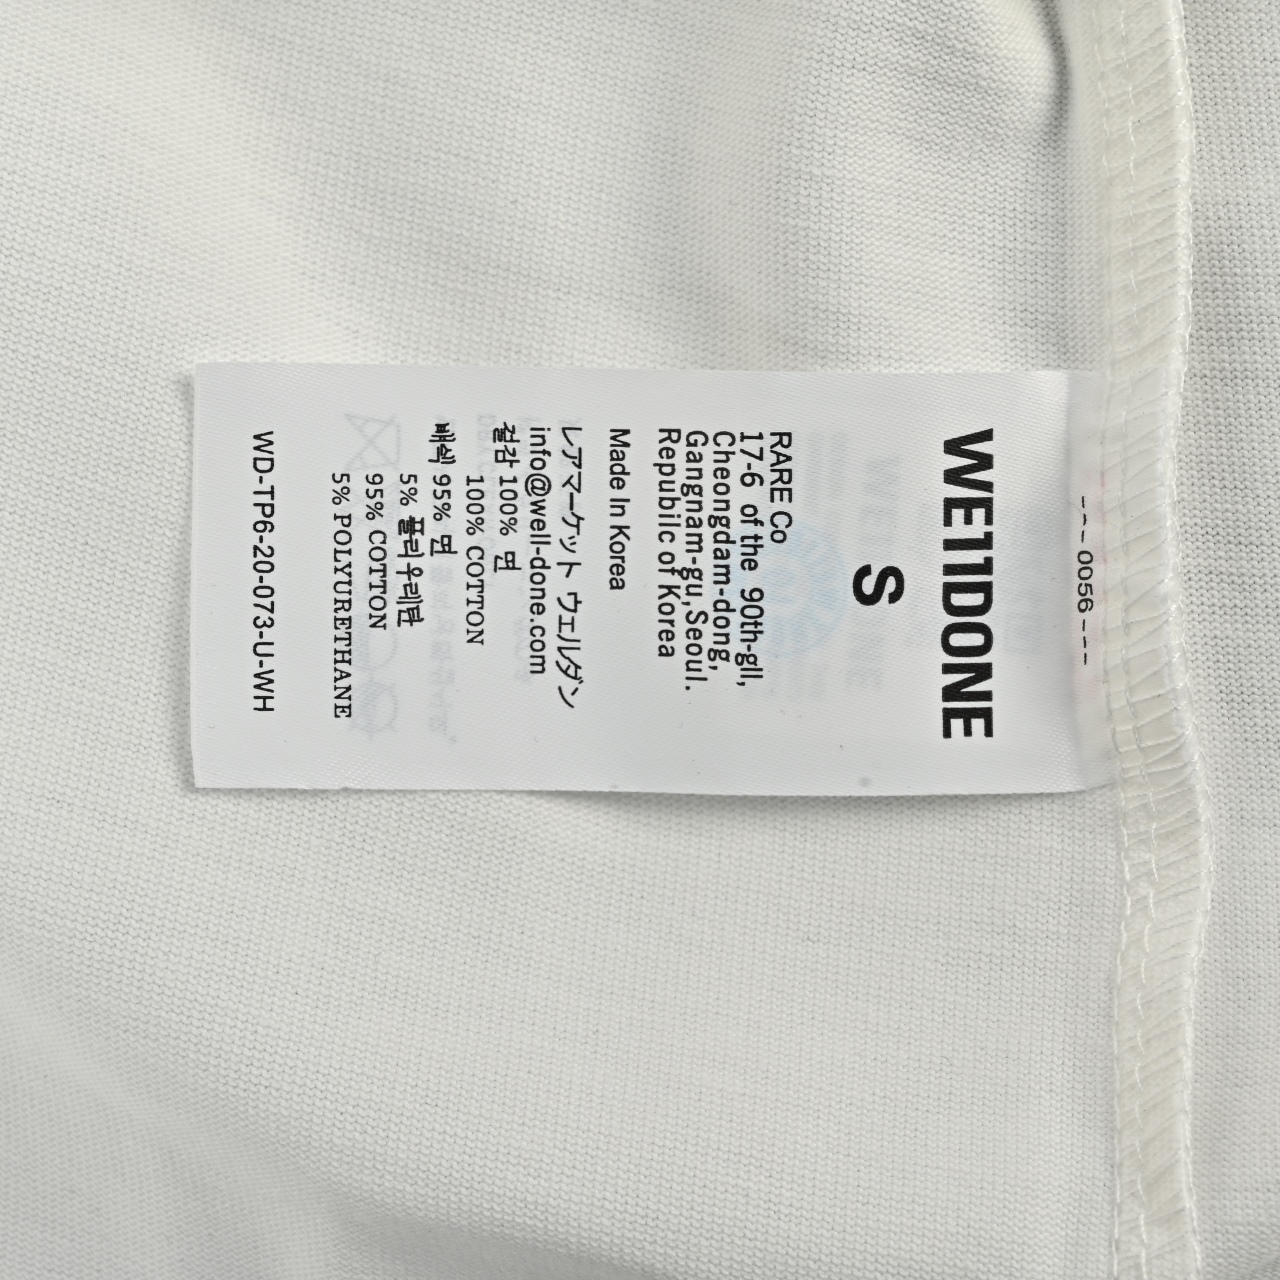 --- 0056 ---
WE11DONE
S
RARE Co
17-6 of the 90th-gil,
Cheongdam-dong,
Gangnam-gu,Seoul.
Republic of Korea
Made In Korea
レアマーケット ウェルダン
info@well-done.com
겉감 100% 면
100% COTTON
배색 95% 면
5% 폴리우레탄
95% COTTON
5% POLYURETHANE
WD-TP6-20-073-U-WH